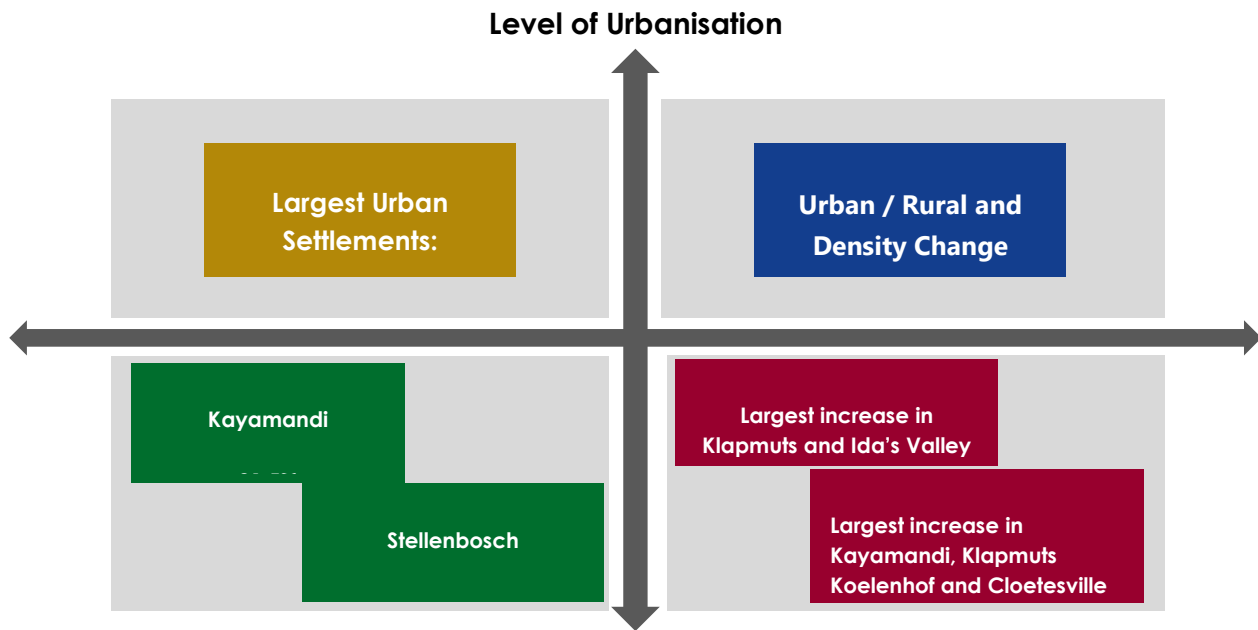 Level of Urbanisation
Largest Urban
Settlements:
Urban / Rural and
Density Change
Kayamandi
Stellenbosch
Largest increase in
Klapmuts and Ida's Valley
Largest increase in
Kayamandi, Klapmuts
Koelenhof and Cloetesville